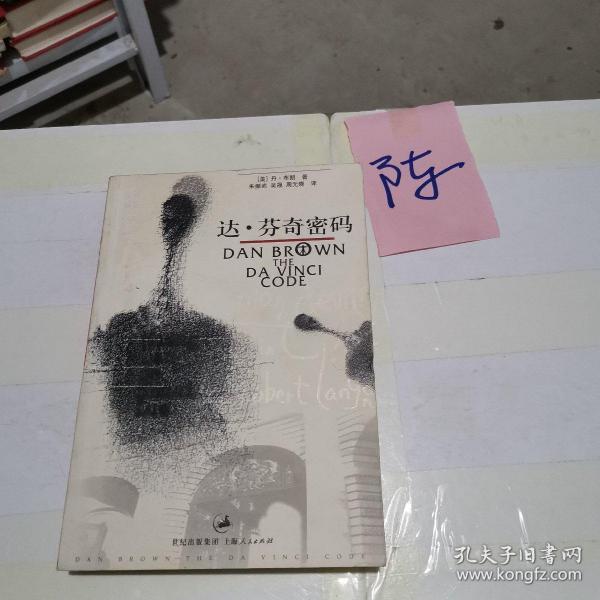 [美]丹·布朗 著
朱振武 吴晟 周元晓 译
达·芬奇密码
DAN BROWN
THE
DA VINCI
CODE
obert Lang
世纪出版集团 上海人民出版社
DAN BROWN THE DA VINCI CODE
陈
孔夫子旧书网
www.kongfz.com